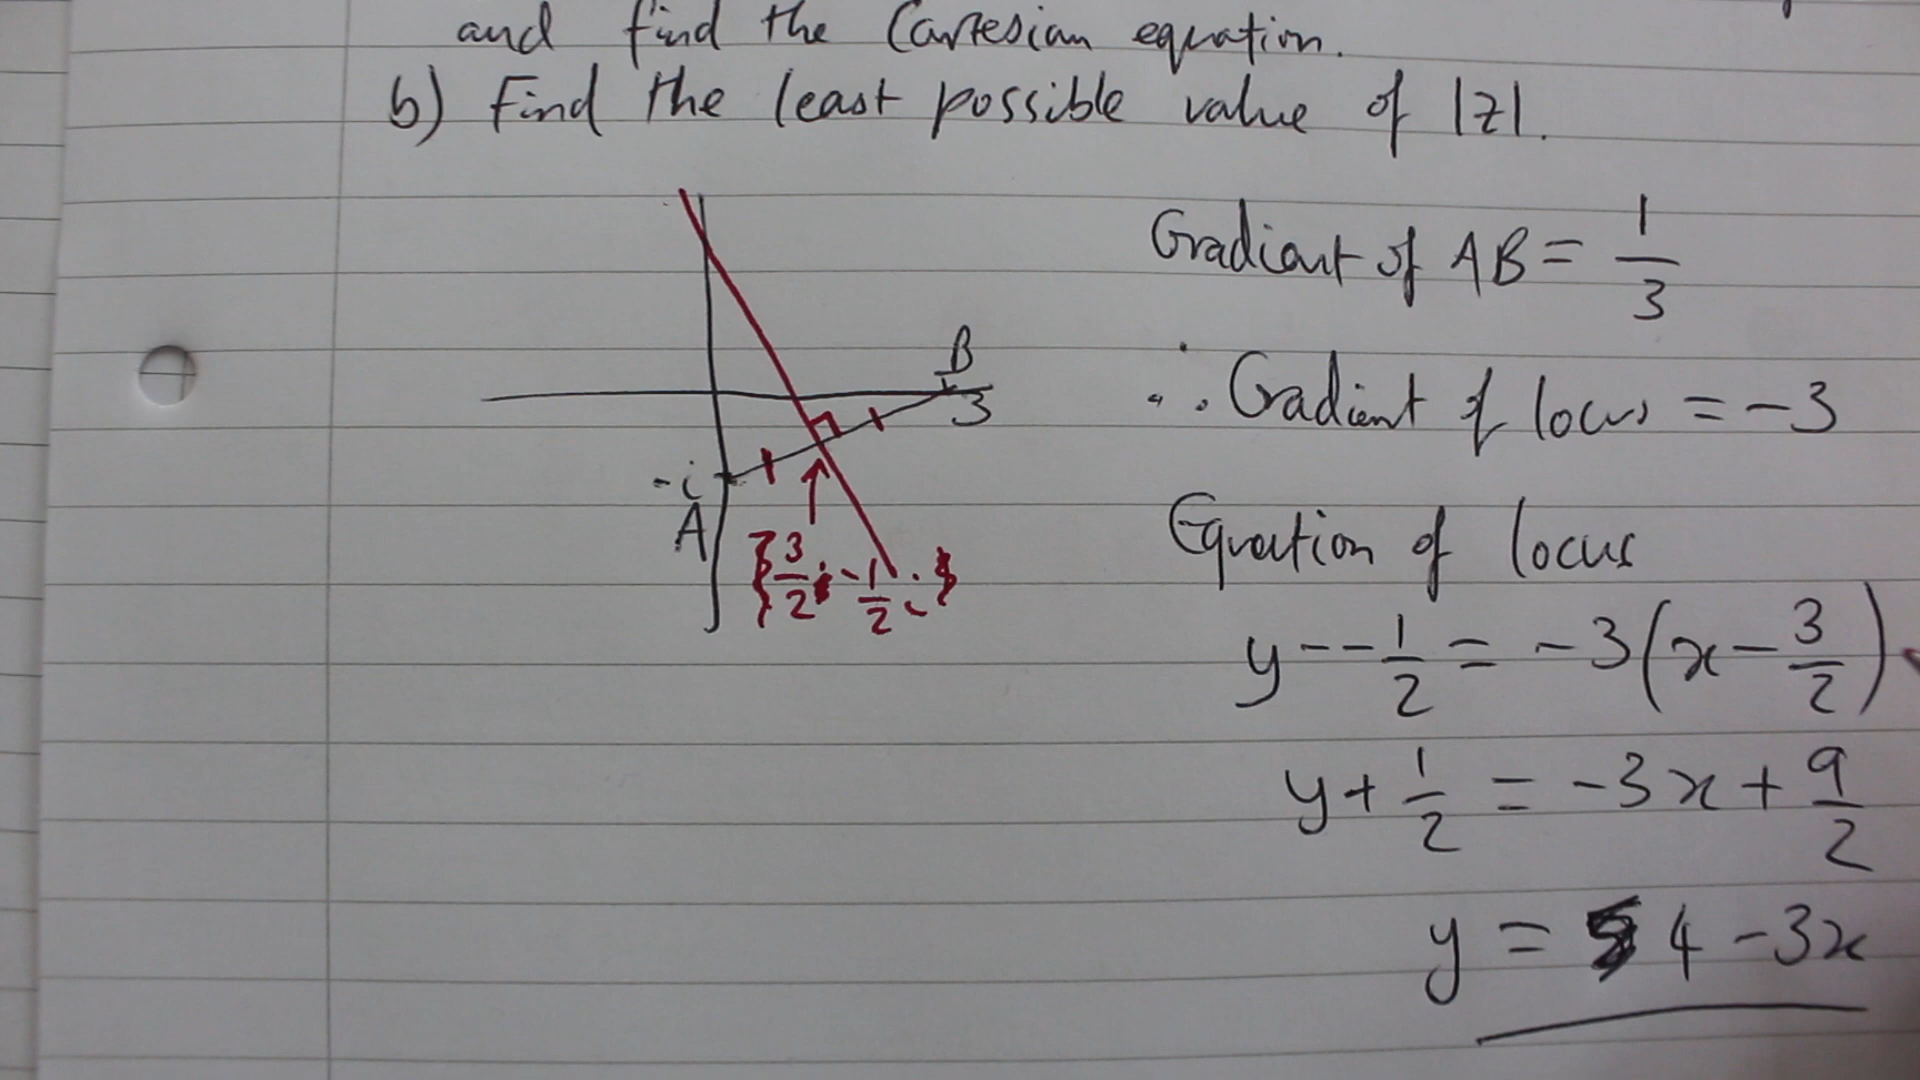 and find the Cartesian equation.
b) Find the least possible value of |z|.
Gradient of AB = 1/3
∴ Gradient of locus = -3
B
3
-i
A
{3/2 - 1/2 i}
Equation of locus
y - - 1/2 = -3(x - 3/2)
y + 1/2 = -3x + 9/2
y = 4 - 3x